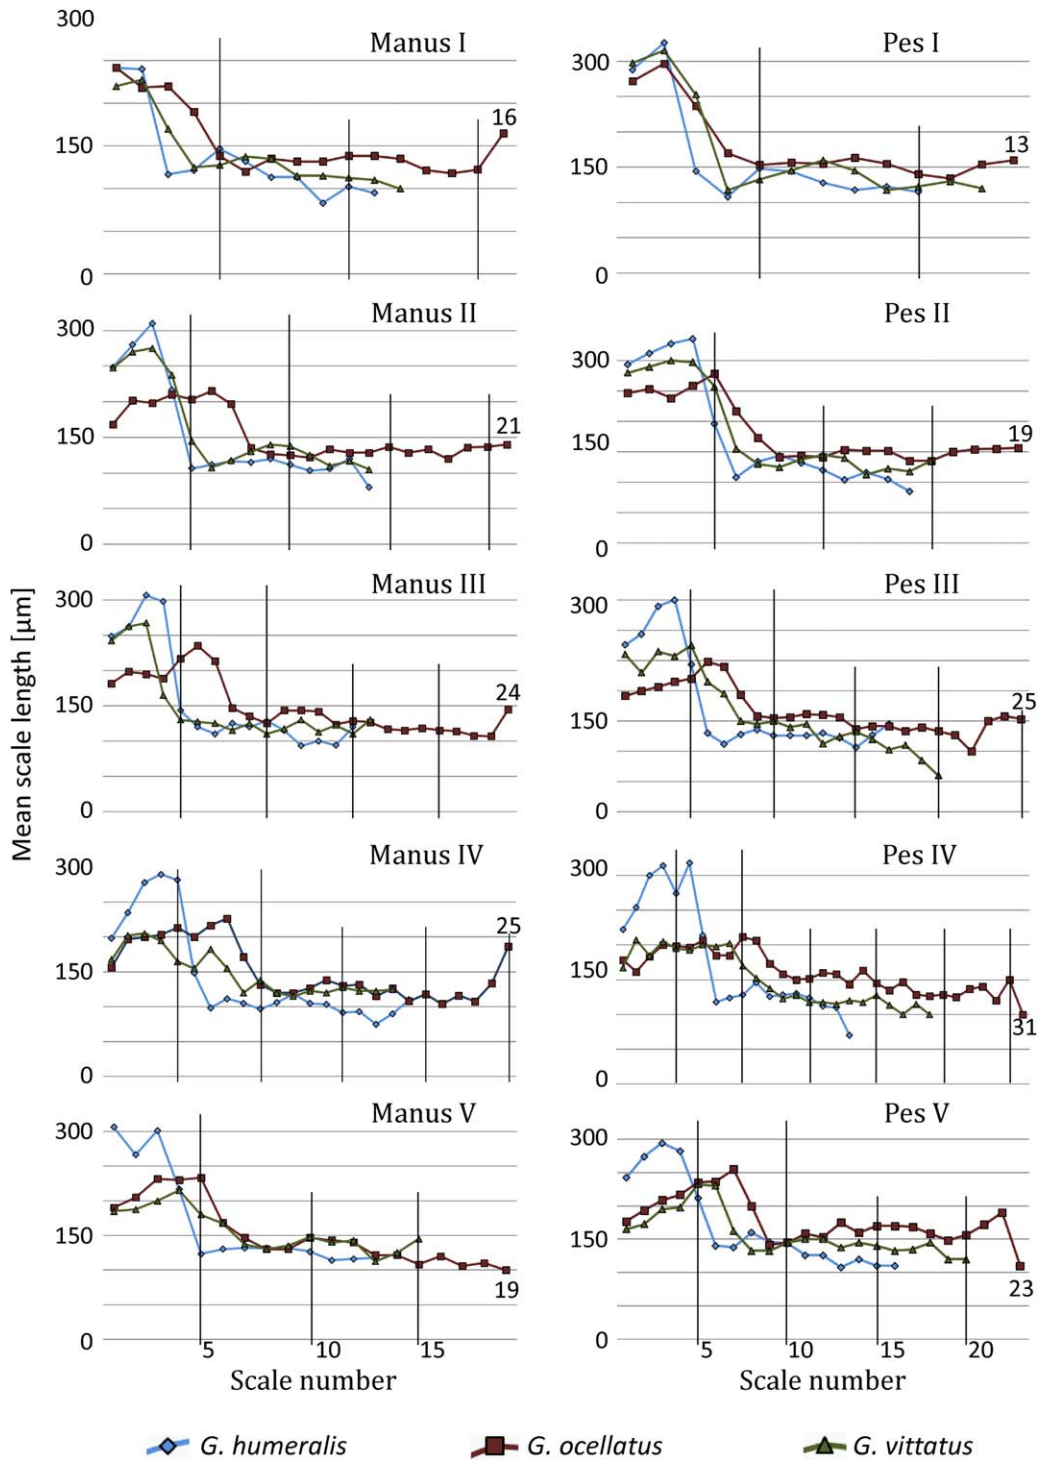 300
Manus I
16
150
0
Pes I
300
13
150
0
Manus II
300
21
150
0
Pes II
300
19
150
0
Manus III
300
24
150
0
Pes III
300
25
150
0
Manus IV
300
25
150
0
Pes IV
300
150
31
0
Manus V
300
150
19
0
5
10
15
Scale number
Pes V
300
150
23
0
5
10
15
20
Scale number
Mean scale length [µm]
G. humeralis
G. ocellatus
G. vittatus